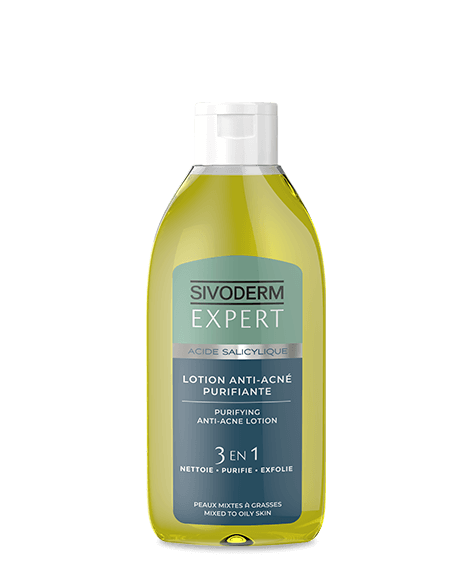 SIVODERM
EXPERT
ACIDE SALICYLIQUE
LOTION ANTI-ACNÉ
PURIFIANTE
PURIFYING
ANTI-ACNE LOTION
3 EN 1
NETTOIE • PURIFIE • EXFOLIE
PEAUX MIXTES À GRASSES
MIXED TO OILY SKIN